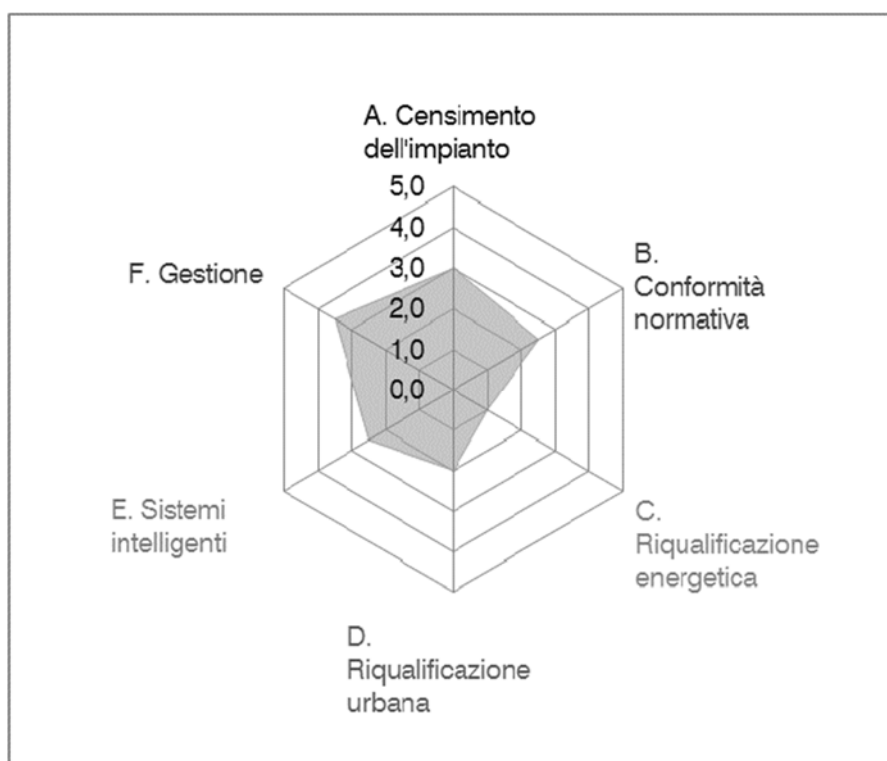 A. Censimento
dell'impianto
5,0
4,0
3,0
2,0
1,0
0,0
B.
Conformità
normativa
C.
Riqualificazione
energetica
D.
Riqualificazione
urbana
E. Sistemi
intelligenti
F. Gestione